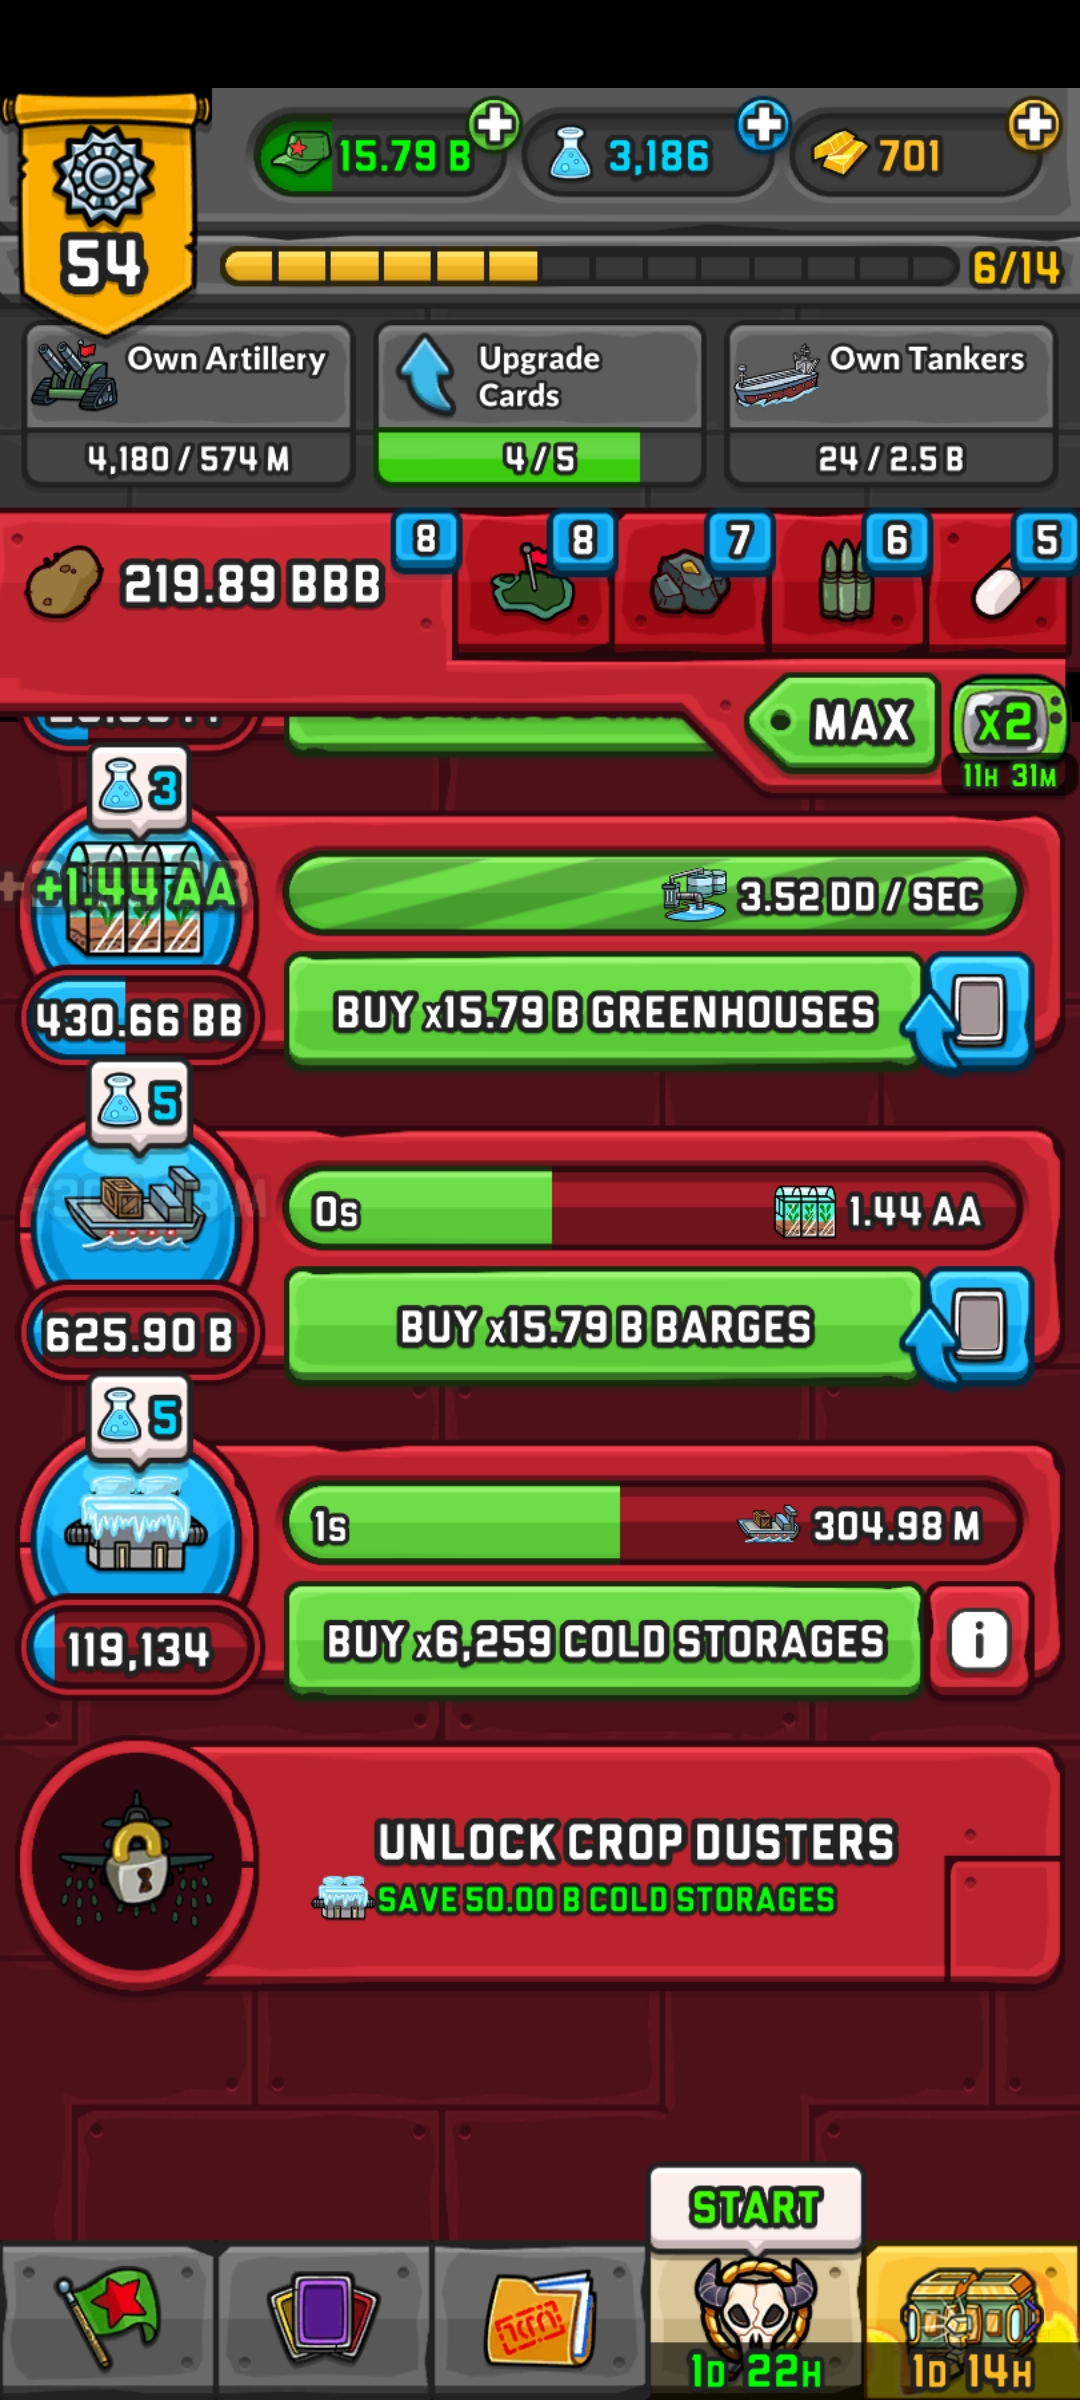 54
15.79 B
3,186
701
6/14
Own Artillery
4,180 / 574 M
Upgrade
Cards
4/5
Own Tankers
24 / 2.5 B
219.89 BBB
8
8
7
6
5
MAX
x2
11H 31M
3
+1.44 AA
3.52 DD / SEC
430.66 BB
BUY x15.79 B GREENHOUSES
5
0s
1.44 AA
625.90 B
BUY x15.79 B BARGES
5
1s
304.98 M
119,134
BUY x6,259 COLD STORAGES
i
UNLOCK CROP DUSTERS
SAVE 50.00 B COLD STORAGES
START
1D 22H
1D 14H